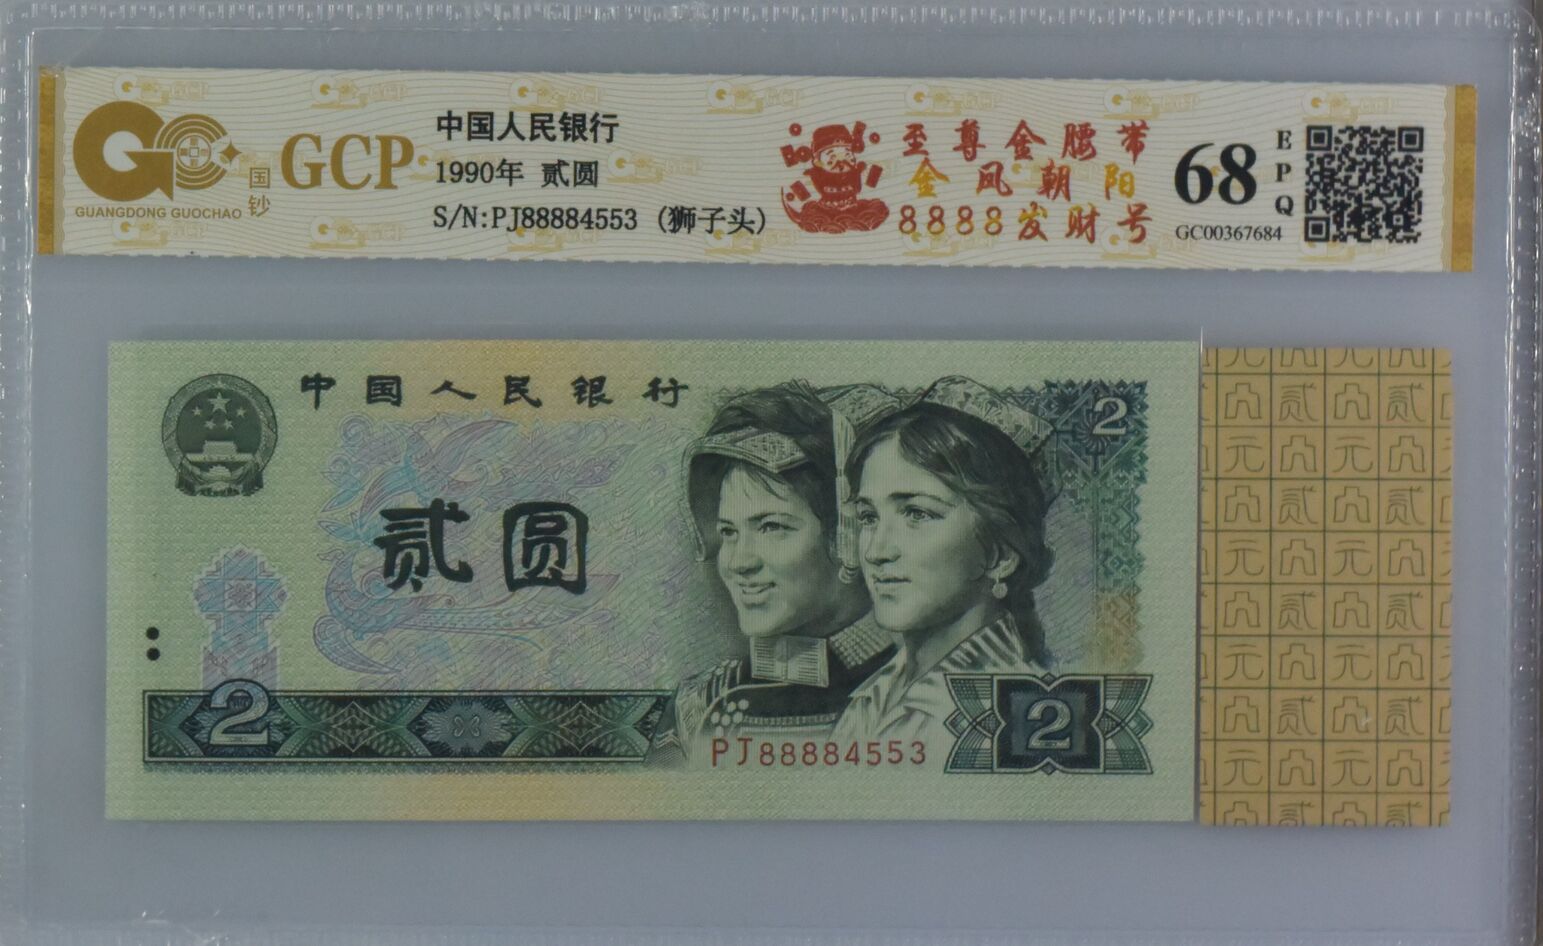 GCP
国钞
GUANGDONG GUOCHAO
中国人民银行
1990年 贰圆
S/N:PJ88884553 (狮子头)
至尊金腰带
金凤朝阳
8888发财号
68
EPQ
GC00367684
中国人民银行
2
贰圆
2
2
PJ88884553